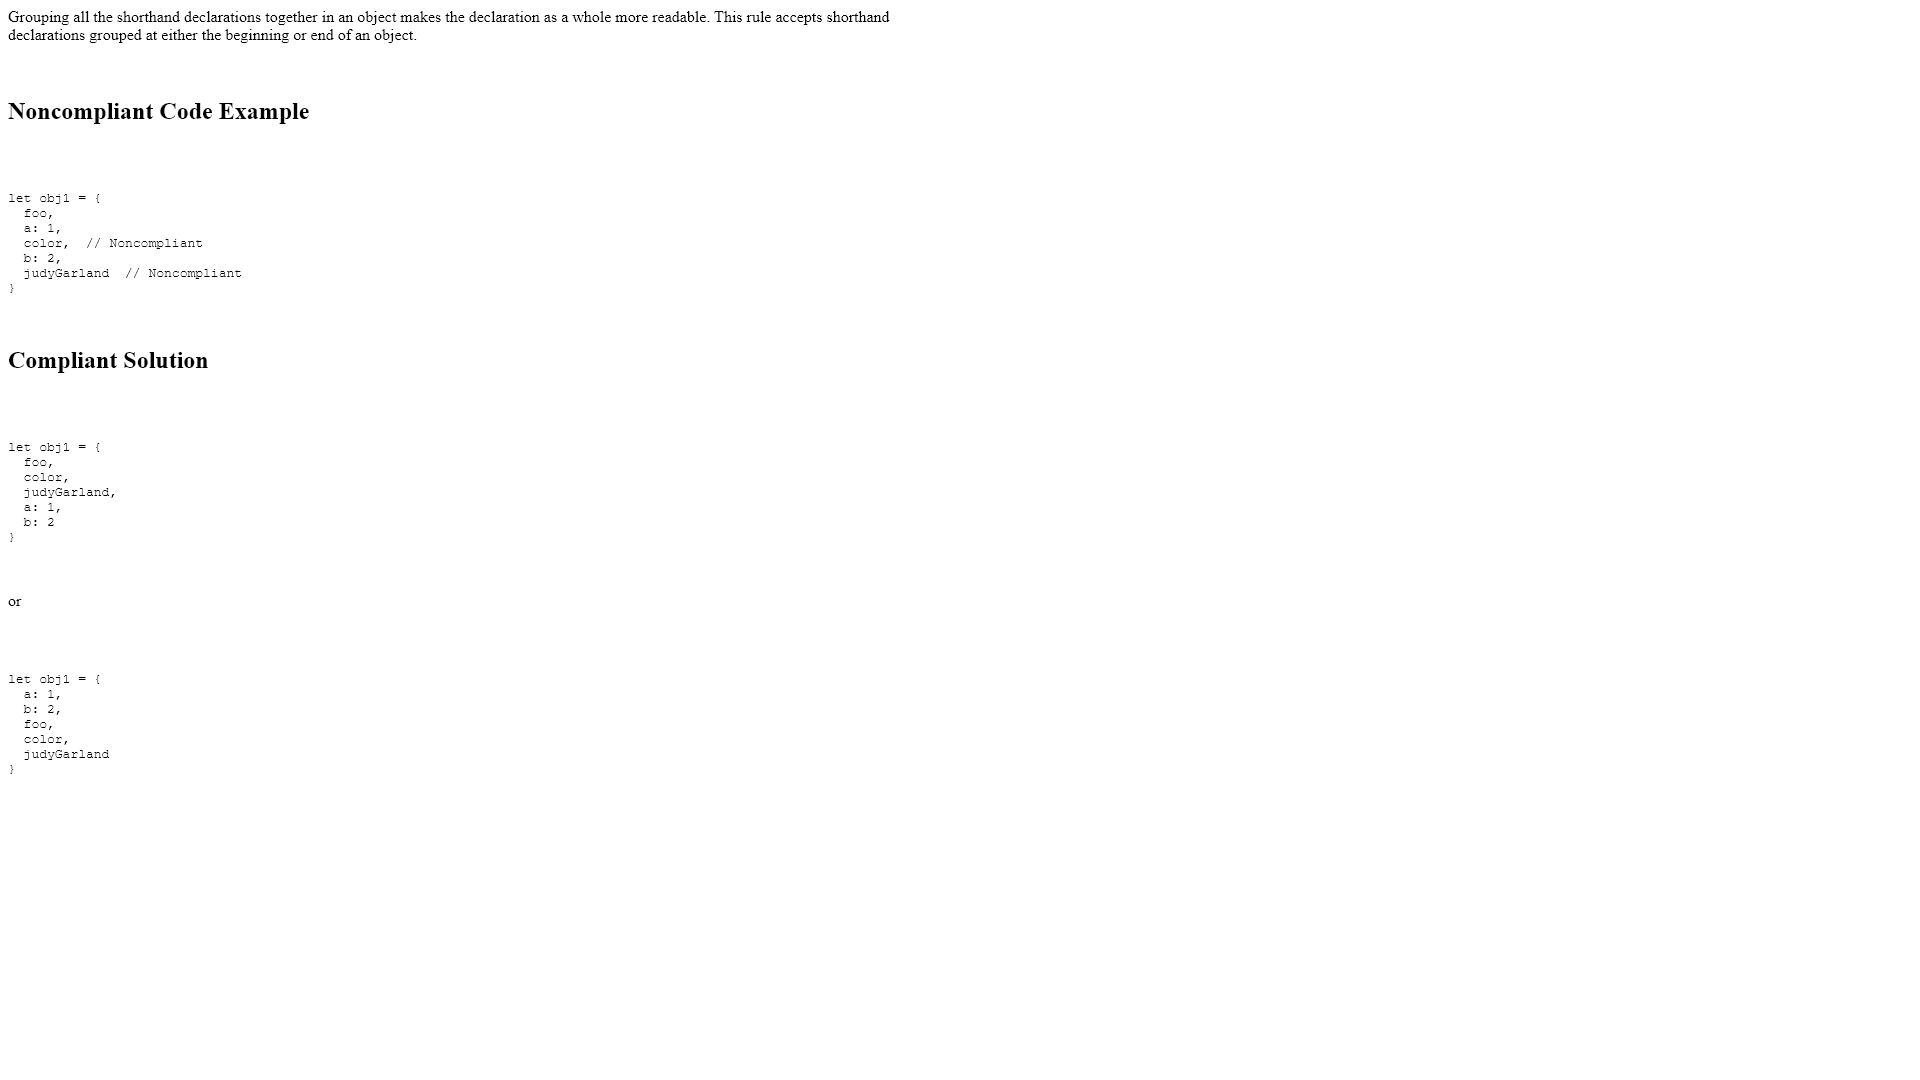 Grouping all the shorthand declarations together in an object makes the declaration as a whole more readable. This rule accepts shorthand
declarations grouped at either the beginning or end of an object.
Noncompliant Code Example
let obj1 = {
  foo,
  a: 1,
  color,  // Noncompliant
  b: 2,
  judyGarland  // Noncompliant
}
Compliant Solution
let obj1 = {
  foo,
  color,
  judyGarland,
  a: 1,
  b: 2
}
or
let obj1 = {
  a: 1,
  b: 2,
  foo,
  color,
  judyGarland
}